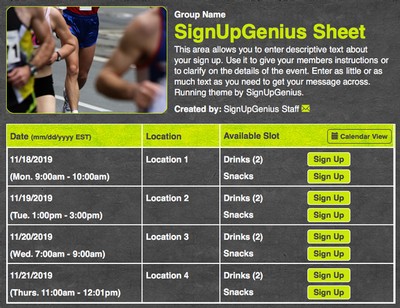 Group Name
SignUpGenius Sheet
This area allows you to enter descriptive text about
your sign up. Use it to give your members instructions or
to clarify on the details of the event. Enter as little or as
much text as you need to get your message across.
Running theme by SignUpGenius.
Created by: SignUpGenius Staff
Date (mm/dd/yyyy EST) Location Available Slot Calendar View
11/18/2019 Location 1 Drinks (2) Sign Up
(Mon. 9:00am - 10:00am) Snacks Sign Up
11/19/2019 Location 2 Drinks (2) Sign Up
(Tue. 1:00pm - 3:00pm) Snacks Sign Up
11/20/2019 Location 3 Drinks (2) Sign Up
(Wed. 7:00am - 9:00am) Snacks Sign Up
11/21/2019 Location 4 Drinks (2) Sign Up
(Thurs. 11:00am - 12:01pm) Snacks Sign Up